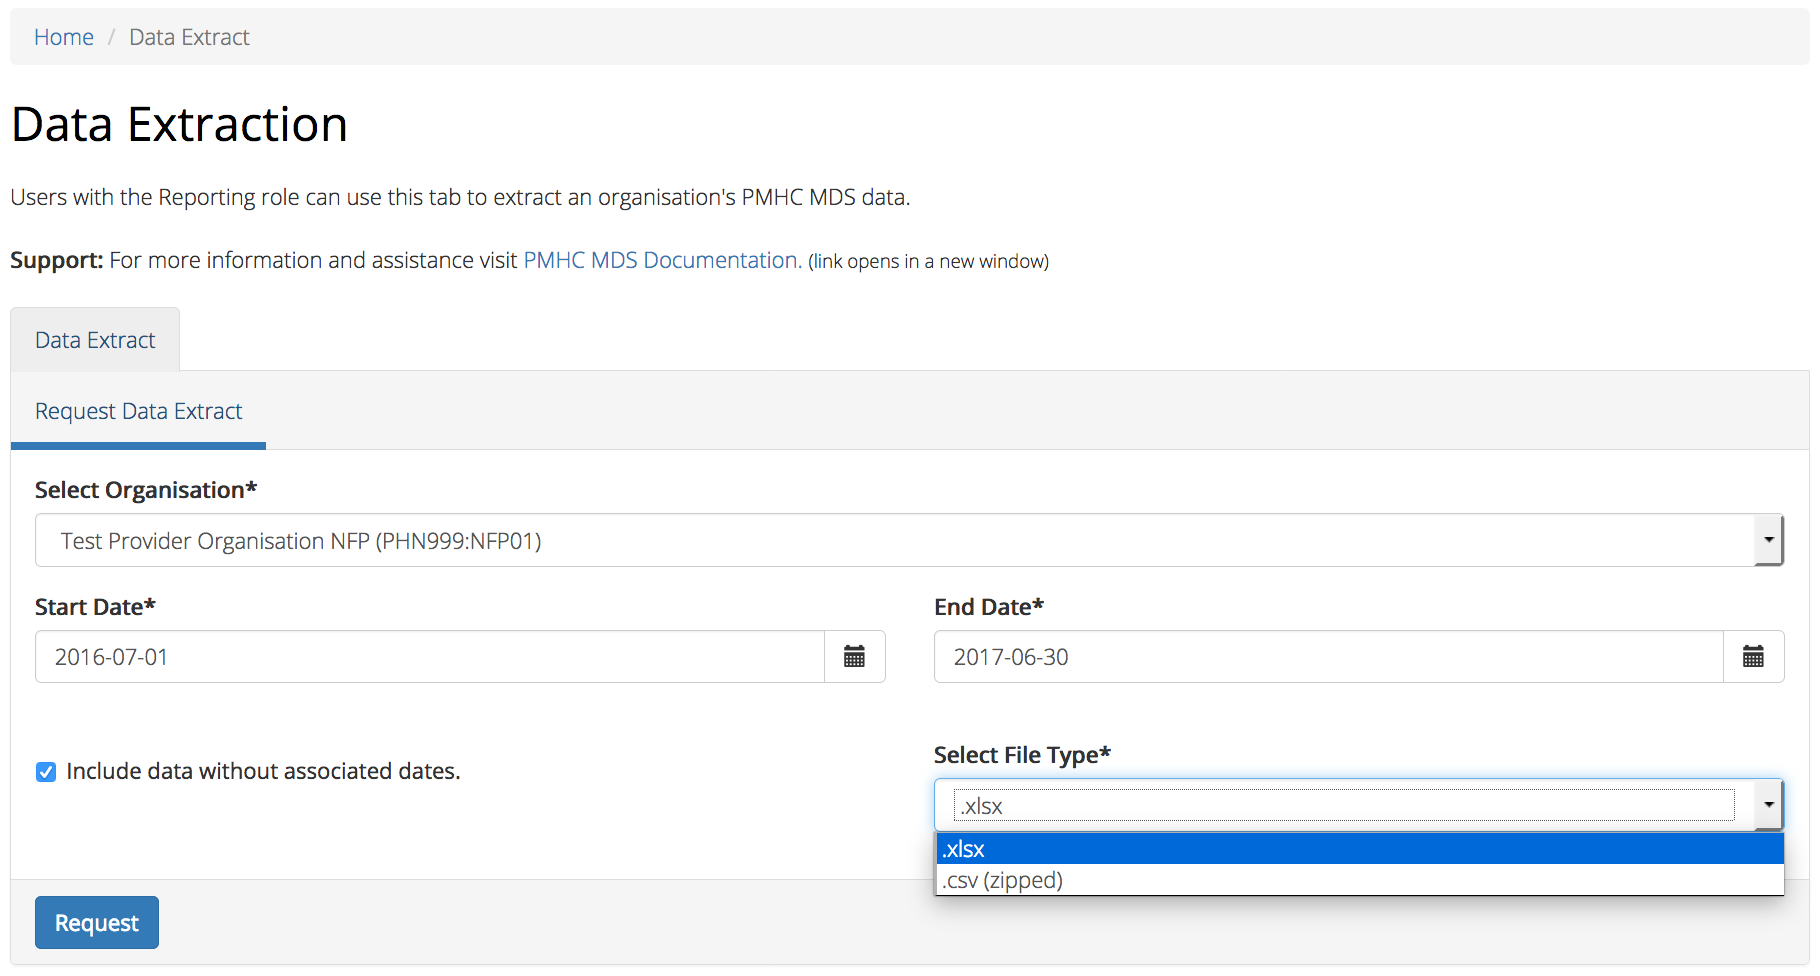 Home / Data Extract
Data Extraction
Users with the Reporting role can use this tab to extract an organisation's PMHC MDS data.
Support: For more information and assistance visit PMHC MDS Documentation. (link opens in a new window)
Data Extract
Request Data Extract
Select Organisation*
Test Provider Organisation NFP (PHN999:NFP01)
Start Date*
End Date*
2016-07-01
2017-06-30
Include data without associated dates.
Select File Type*
.xlsx
.xlsx
.csv (zipped)
Request